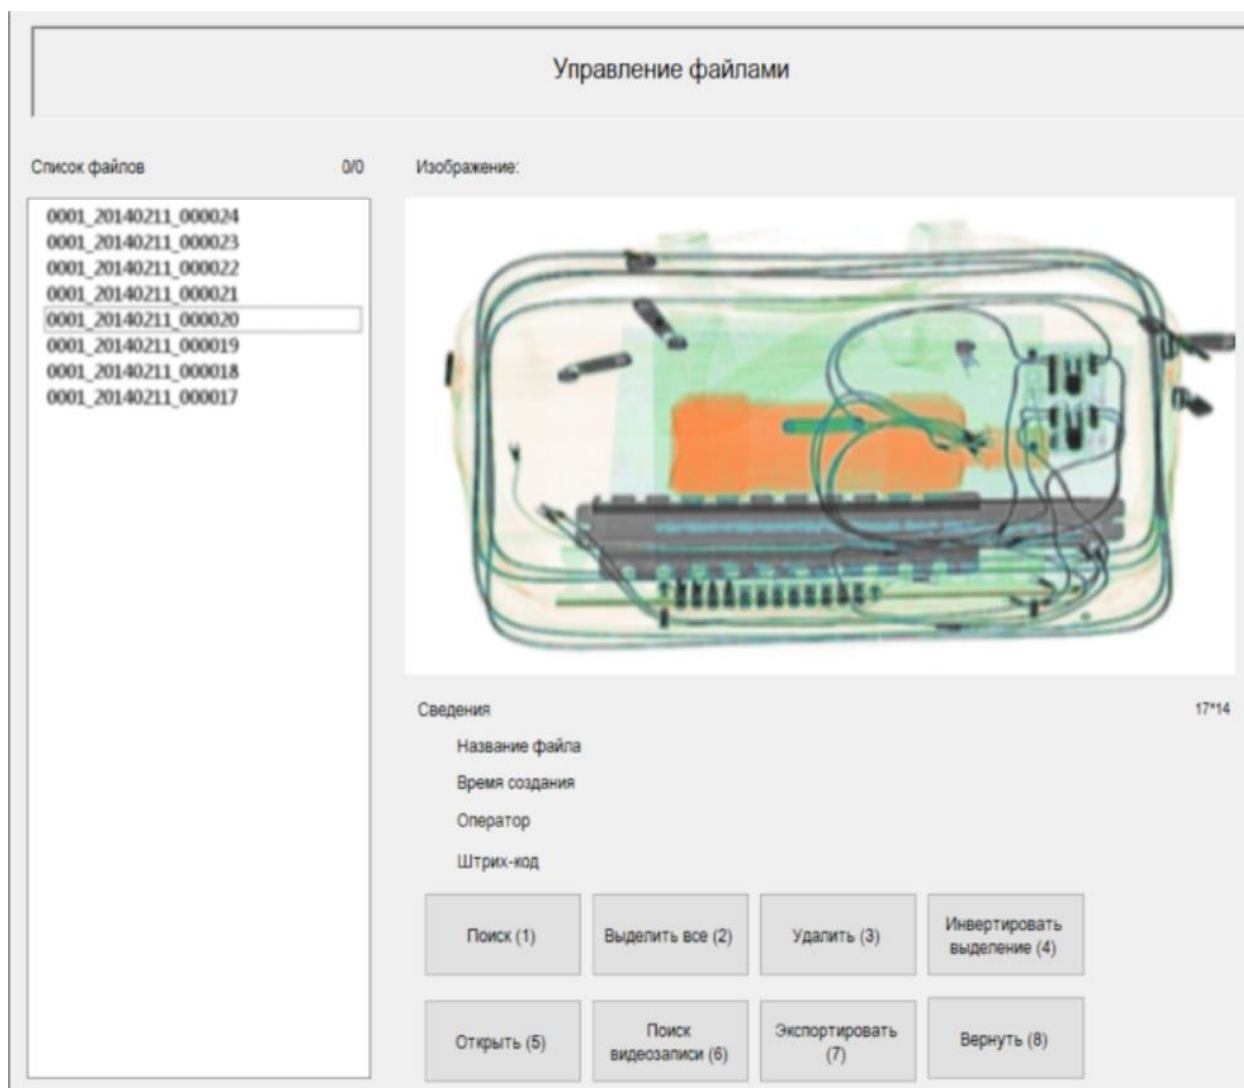 Управление файлами
Список файлов 0/0
Изображение:
0001_20140211_000024
0001_20140211_000023
0001_20140211_000022
0001_20140211_000021
0001_20140211_000020
0001_20140211_000019
0001_20140211_000018
0001_20140211_000017
Сведения 17*14
Название файла
Время создания
Оператор
Штрих-код
Поиск (1)
Выделить все (2)
Удалить (3)
Инвертировать
выделение (4)
Открыть (5)
Поиск
видеозаписи (6)
Экспортировать
(7)
Вернуть (8)